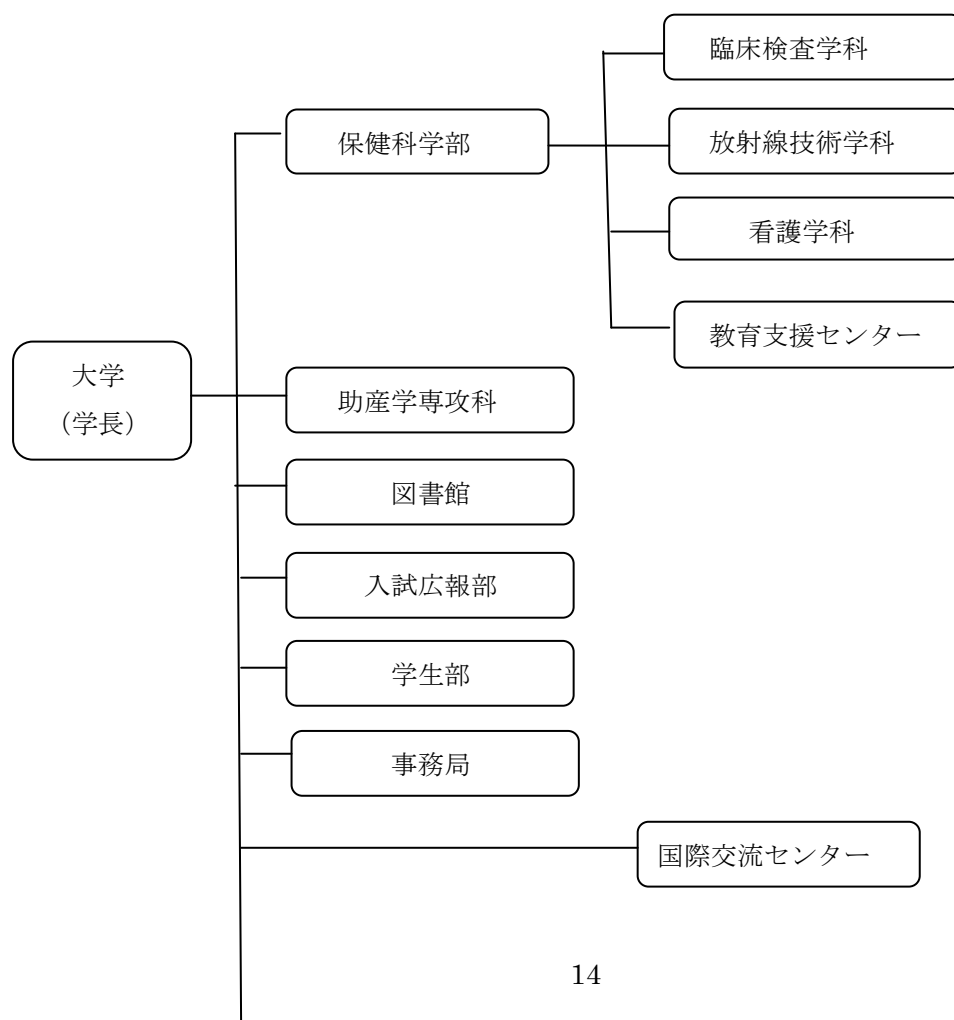 臨床検査学科
保健科学部
放射線技術学科
看護学科
教育支援センター
大学
（学長）
助産学専攻科
図書館
入試広報部
学生部
事務局
国際交流センター
14